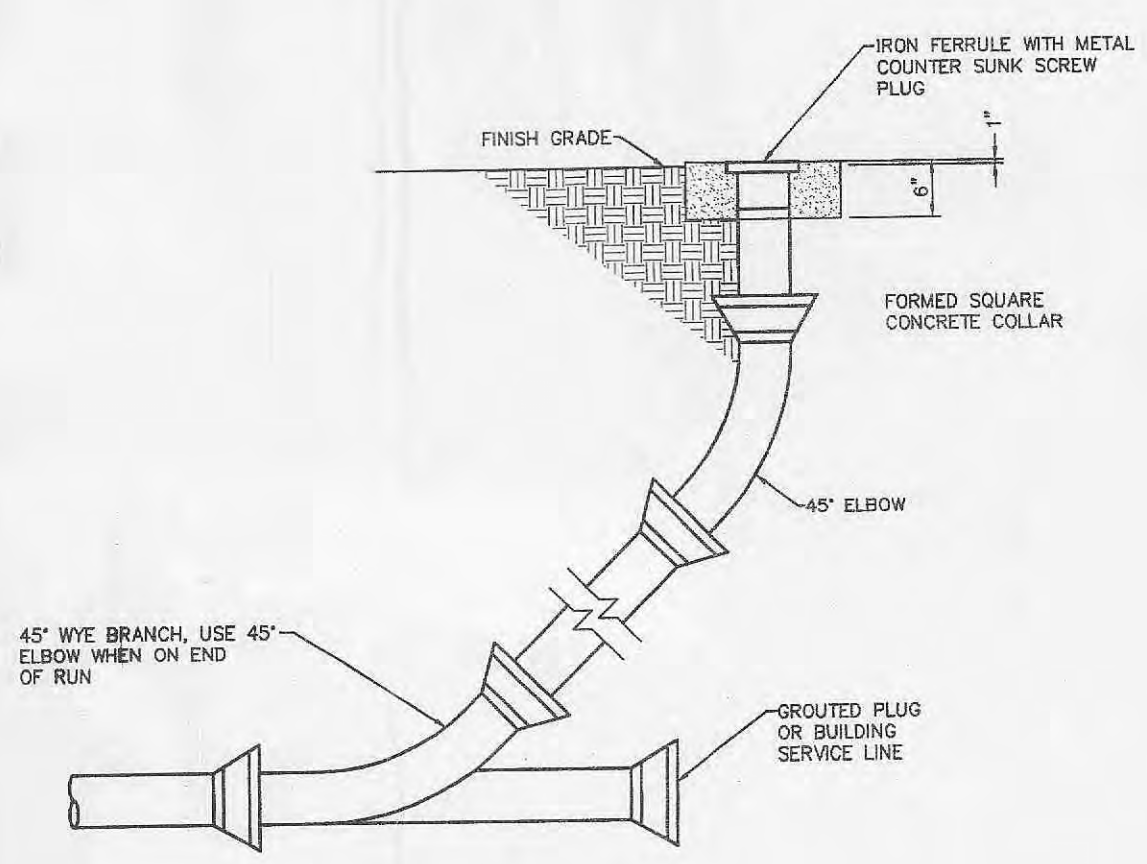 IRON FERRULE WITH METAL
COUNTER SUNK SCREW
PLUG
FINISH GRADE
1"
6"
FORMED SQUARE
CONCRETE COLLAR
45° ELBOW
45° WYE BRANCH, USE 45°
ELBOW WHEN ON END
OF RUN
GROUTED PLUG
OR BUILDING
SERVICE LINE